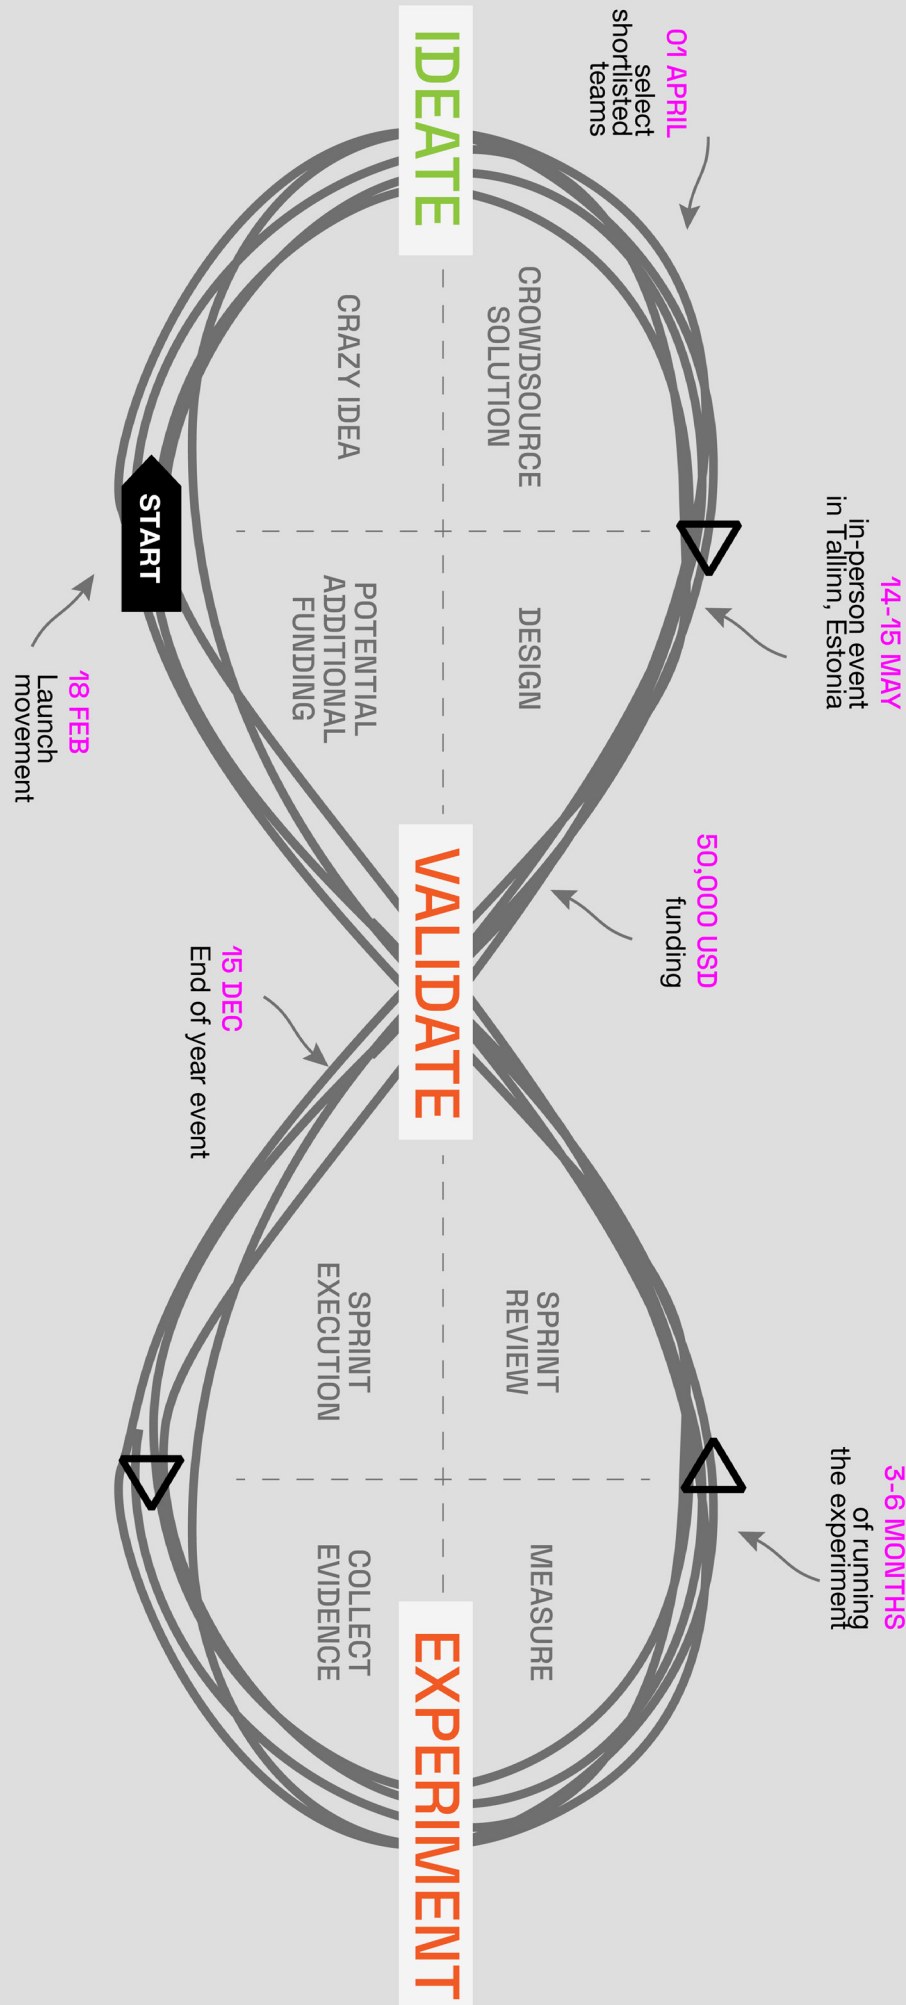 01 APRIL
select
shortlisted
teams
14-15 MAY
in-person event
in Tallinn, Estonia
50,000 USD
funding
3-6 MONTHS
of running
the experiment
CROWDSOURCE
SOLUTION
DESIGN
SPRINT
REVIEW
MEASURE
IDEATE
VALIDATE
EXPERIMENT
CRAZY IDEA
POTENTIAL
ADDITIONAL
FUNDING
SPRINT
EXECUTION
COLLECT
EVIDENCE
START
18 FEB
Launch
movement
15 DEC
End of year event